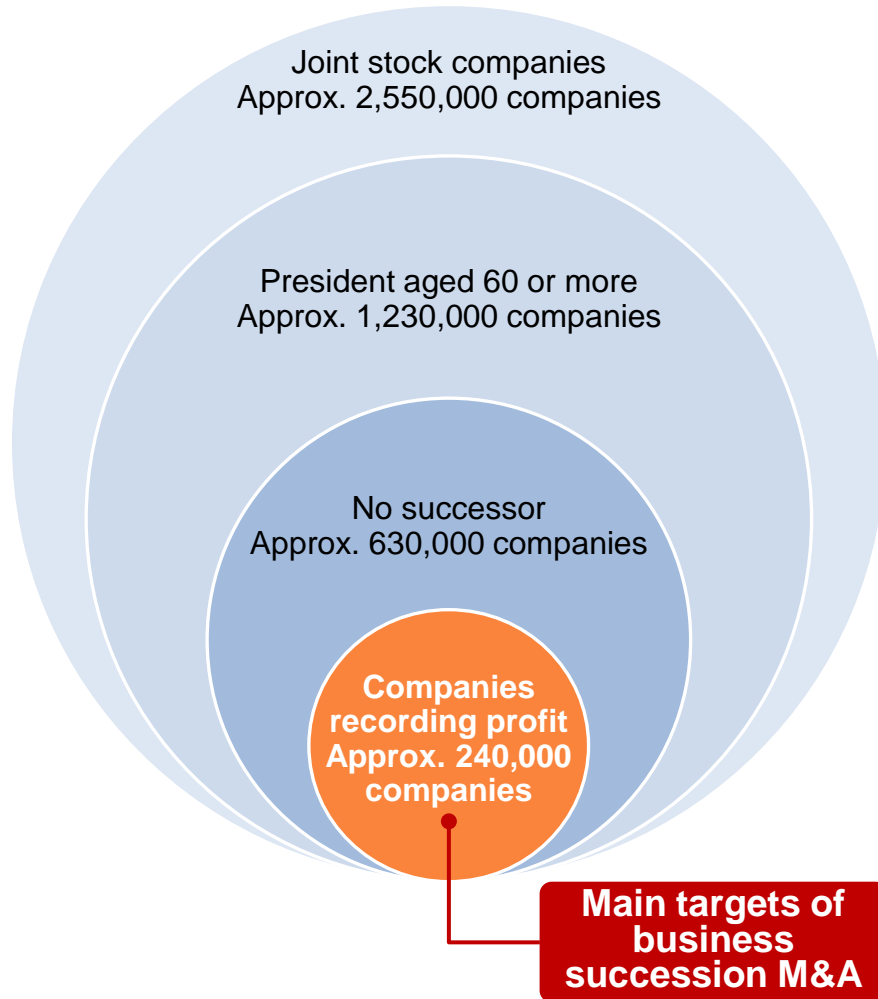 Joint stock companies
Approx. 2,550,000 companies
President aged 60 or more
Approx. 1,230,000 companies
No successor
Approx. 630,000 companies
Companies
recording profit
Approx. 240,000
companies
Main targets of
business
succession M&A